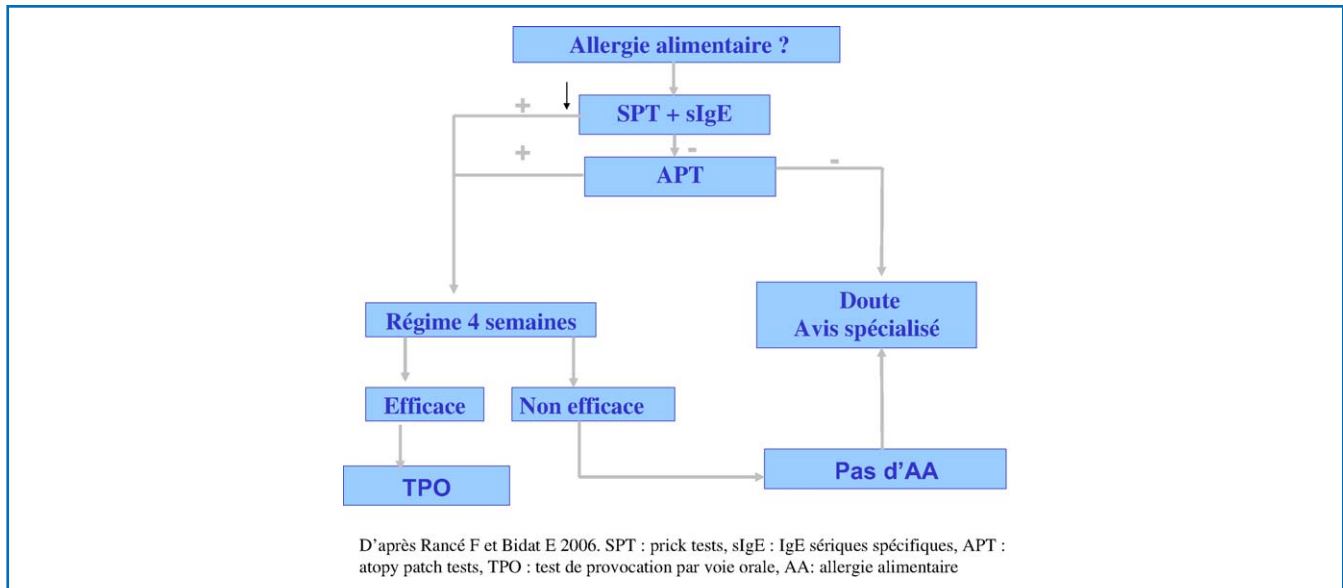 Allergie alimentaire ?
+
SPT + sIgE
+
-
-
APT
Régime 4 semaines
Doute
Avis spécialisé
Efficace
Non efficace
TPO
Pas d'AA
D'après Rancé F et Bidat E 2006. SPT : prick tests, sIgE : IgE sériques spécifiques, APT :
atopy patch tests, TPO : test de provocation par voie orale, AA: allergie alimentaire